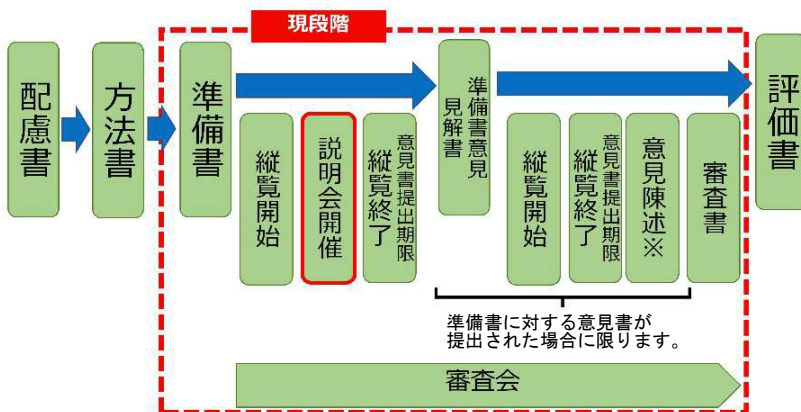 現段階
配慮書
方法書
準備書
縦覧開始
説明会開催
意見書提出期限
縦覧終了
準備書意見
見解書
縦覧開始
意見書提出期限
縦覧終了
意見陳述※
審査書
評価書
準備書に対する意見書が
提出された場合に限ります。
審査会